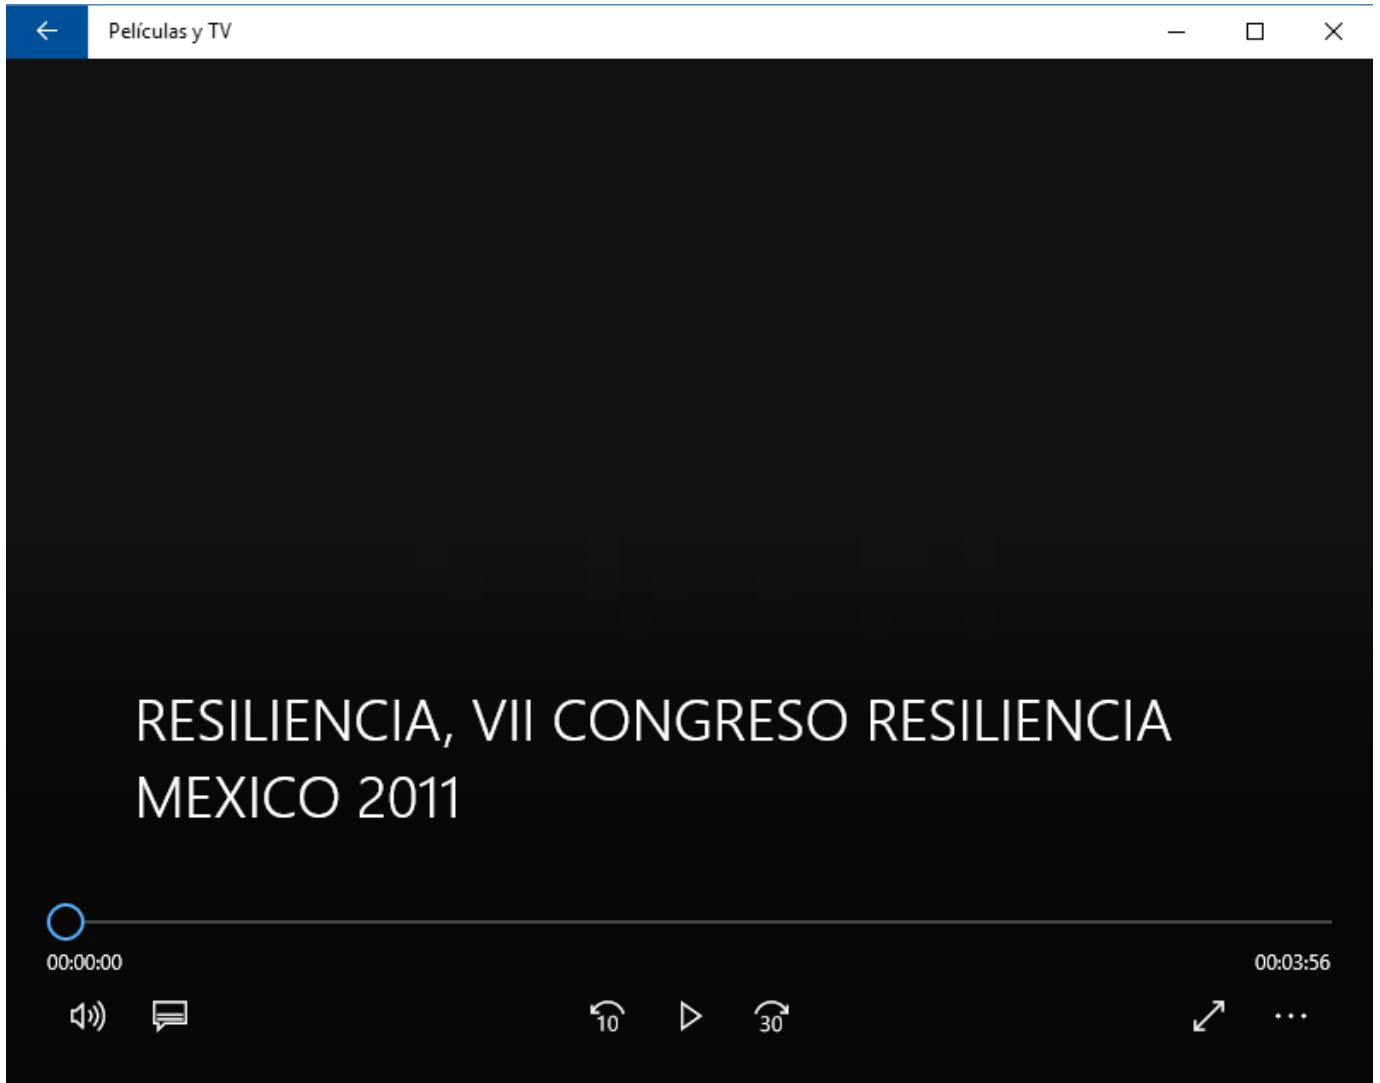 Películas y TV
RESILIENCIA, VII CONGRESO RESILIENCIA
MEXICO 2011
00:00:00
00:03:56
10
30